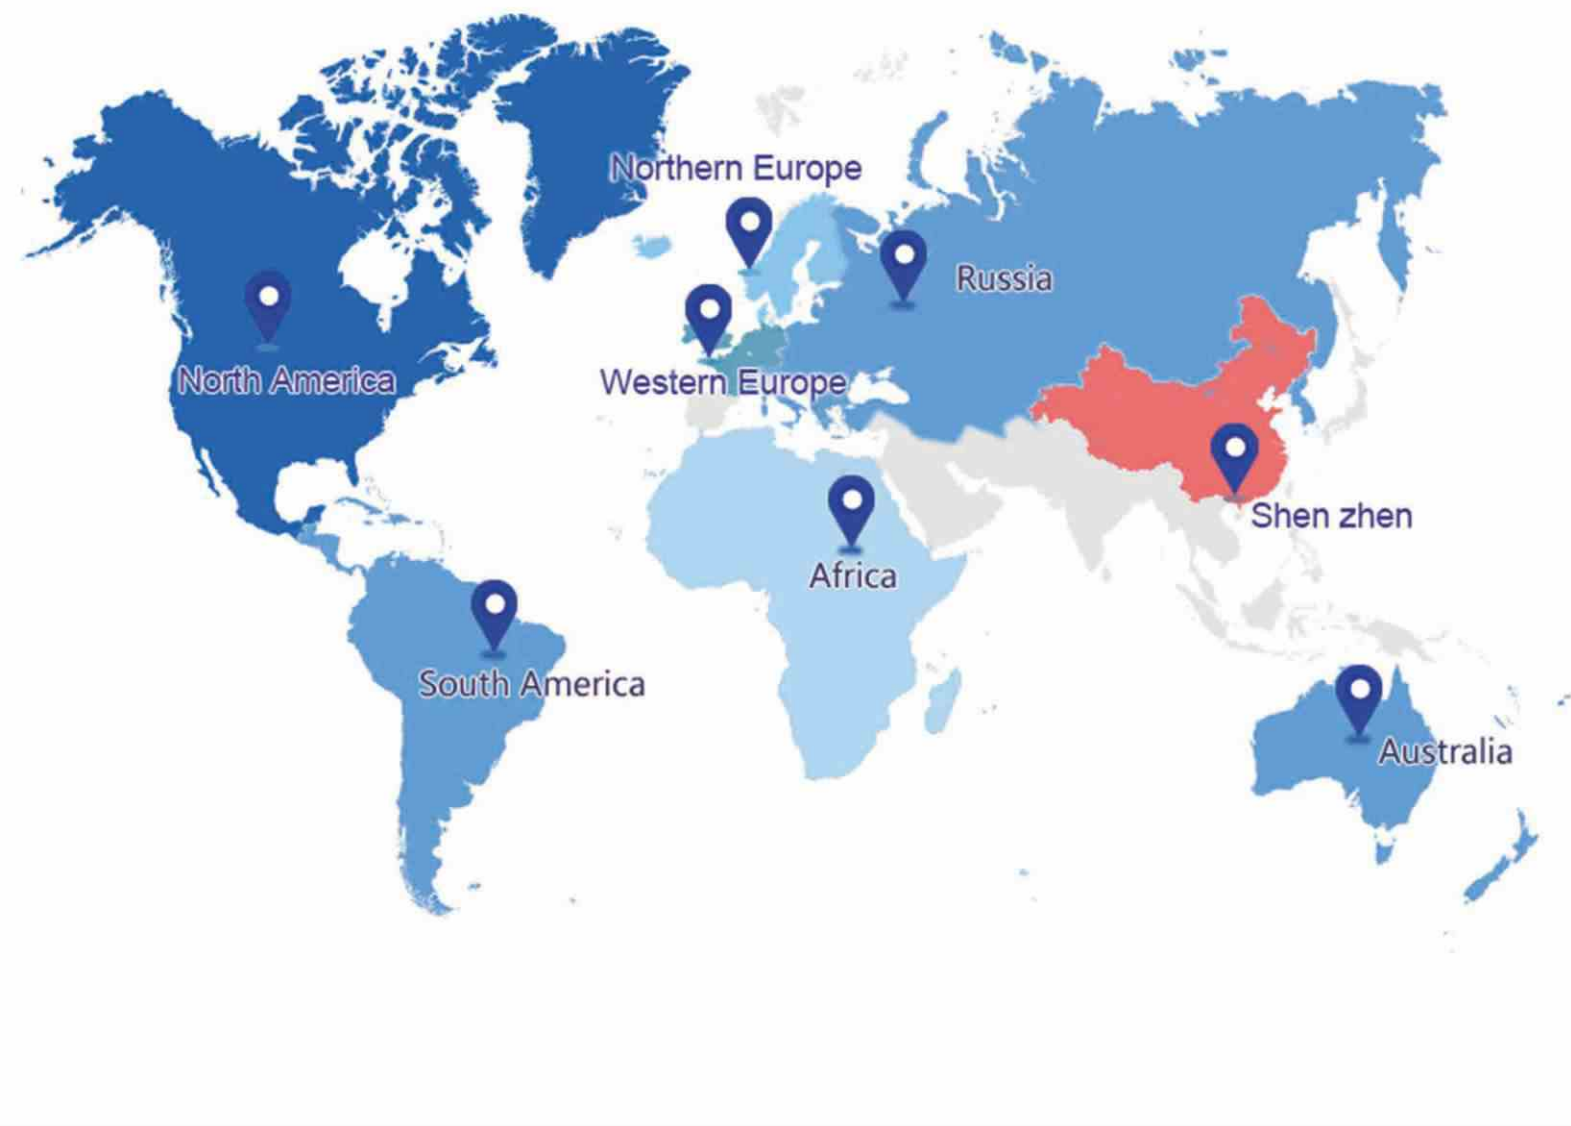 Northern Europe
Russia
North America
Western Europe
Shen zhen
Africa
South America
Australia